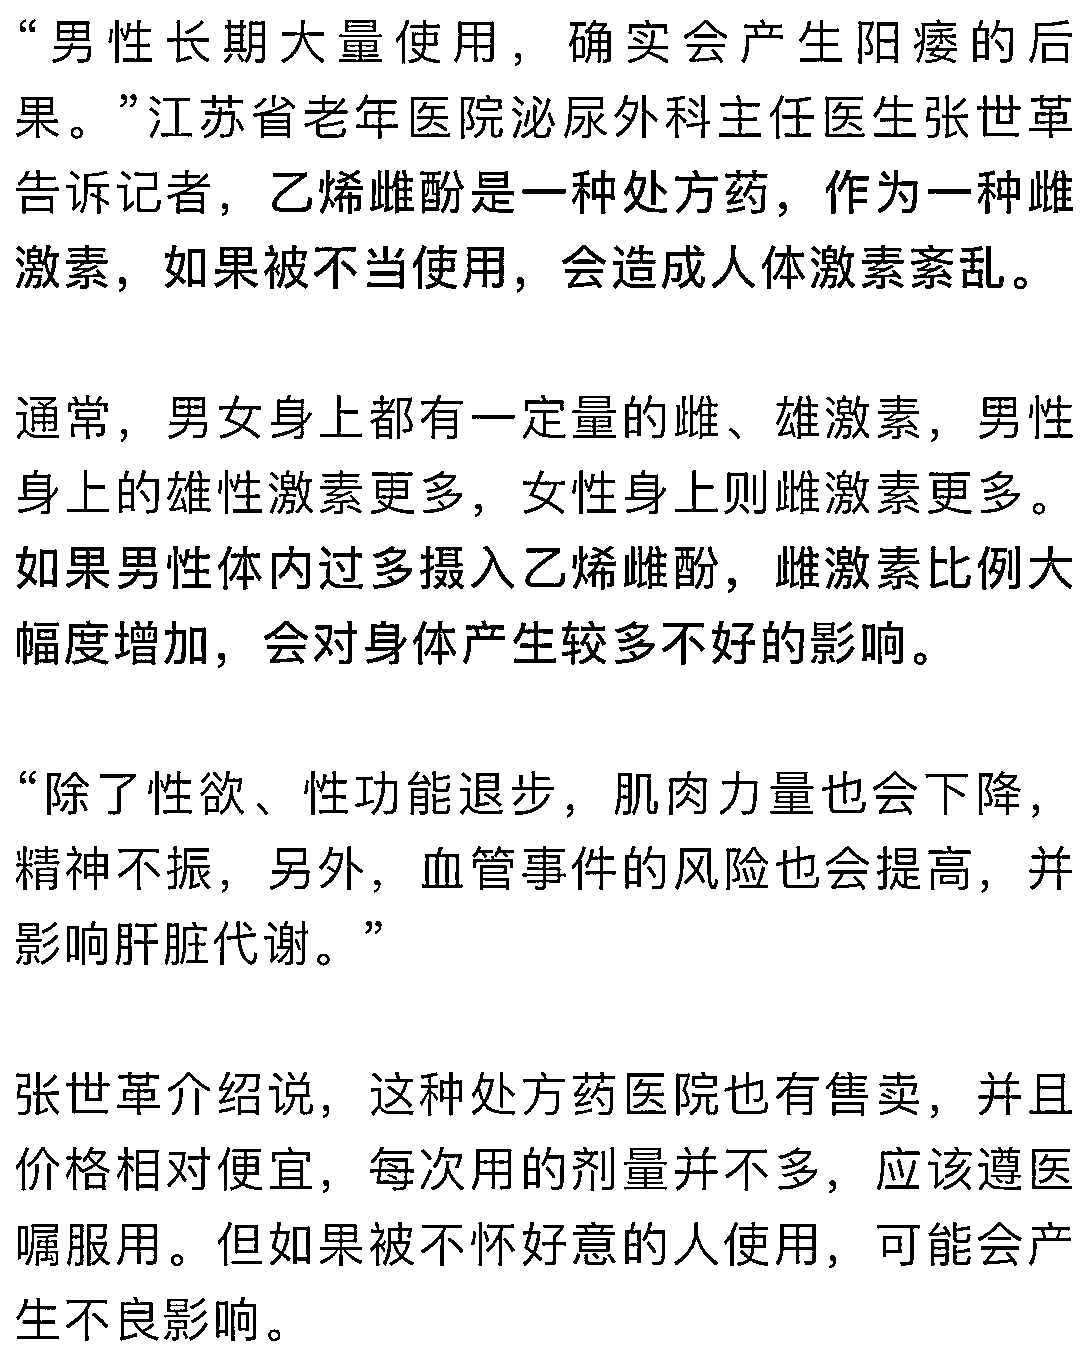 “男性长期大量使用，确实会产生阳痿的后
果。”江苏省老年医院泌尿外科主任医生张世革
告诉记者，乙烯雌酚是一种处方药，作为一种雌
激素，如果被不当使用，会造成人体激素紊乱。
通常，男女身上都有一定量的雌、雄激素，男性
身上的雄性激素更多，女性身上则雌激素更多。
如果男性体内过多摄入乙烯雌酚，雌激素比例大
幅度增加，会对身体产生较多不好的影响。
“除了性欲、性功能退步，肌肉力量也会下降，
精神不振，另外，血管事件的风险也会提高，并
影响肝脏代谢。”
张世革介绍说，这种处方药医院也有售卖，并且
价格相对便宜，每次用的剂量并不多，应该遵医
嘱服用。但如果被不怀好意的人使用，可能会产
生不良影响。